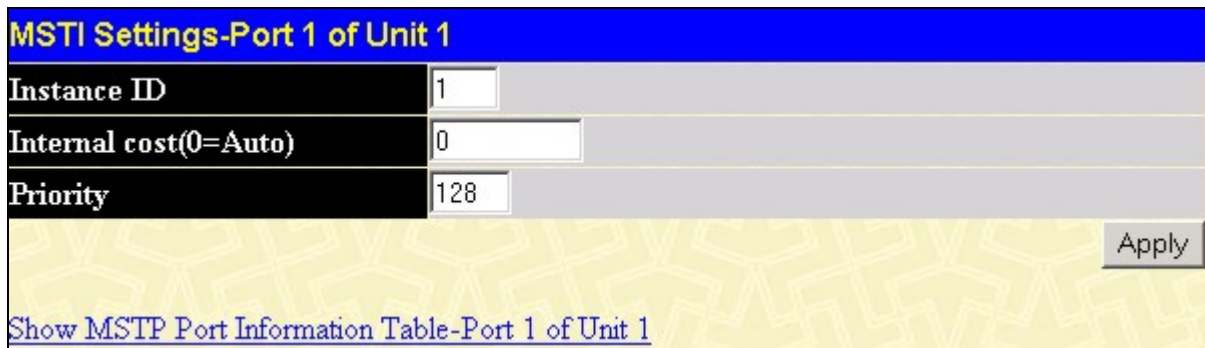 MSTI Settings-Port 1 of Unit 1
Instance ID 1
Internal cost(0=Auto) 0
Priority 128
Apply
Show MSTP Port Information Table-Port 1 of Unit 1